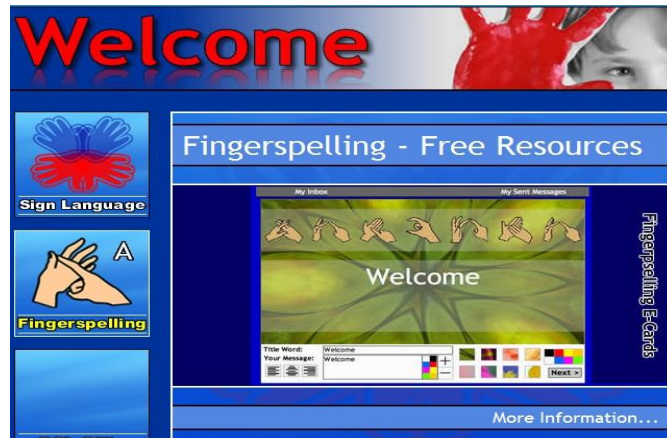 Welcome
Fingerspelling - Free Resources
Sign Language
A
Fingerspelling
My Inbox
My Sent Messages
Welcome
Title Word:
Welcome
Your Message:
Welcome
Next >
Fingerpselling E-Cards
More Information...